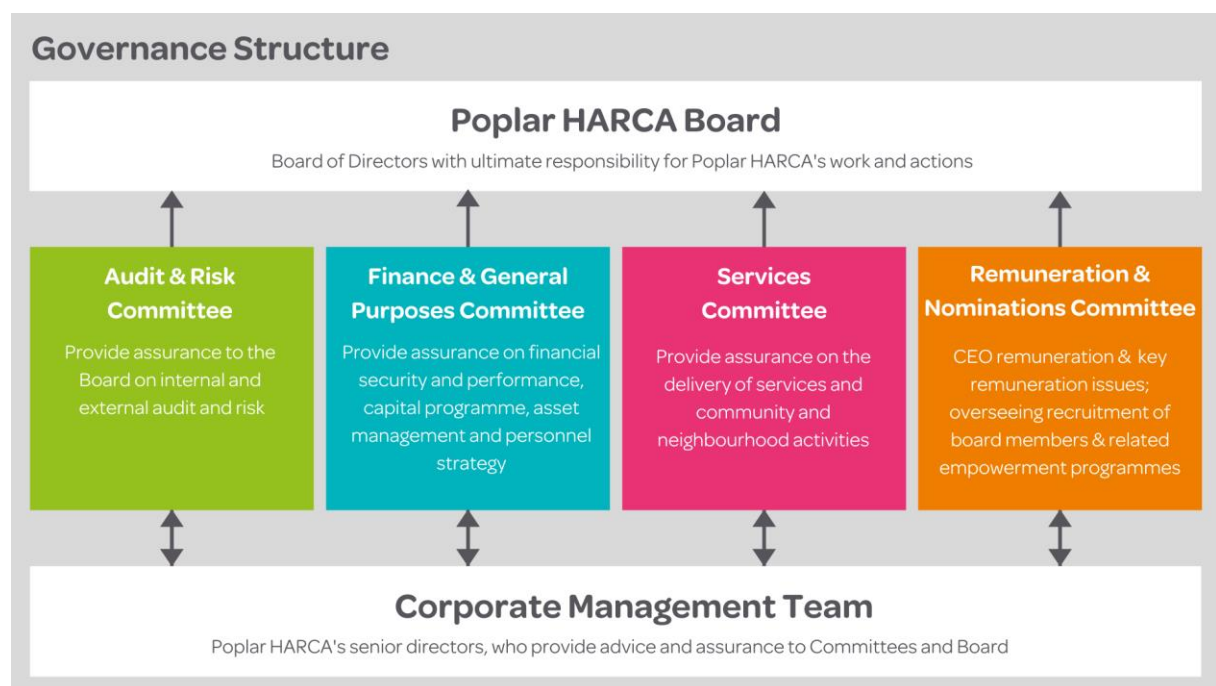 Governance Structure
Poplar HARCA Board
Board of Directors with ultimate responsibility for Poplar HARCA's work and actions
Audit & Risk
Committee
Provide assurance to the
Board on internal and
external audit and risk
Finance & General
Purposes Committee
Provide assurance on financial
security and performance,
capital programme, asset
management and personnel
strategy
Services
Committee
Provide assurance on the
delivery of services and
community and
neighbourhood activities
Remuneration &
Nominations Committee
CEO remuneration & key
remuneration issues;
overseeing recruitment of
board members & related
empowerment programmes
Corporate Management Team
Poplar HARCA's senior directors, who provide advice and assurance to Committees and Board